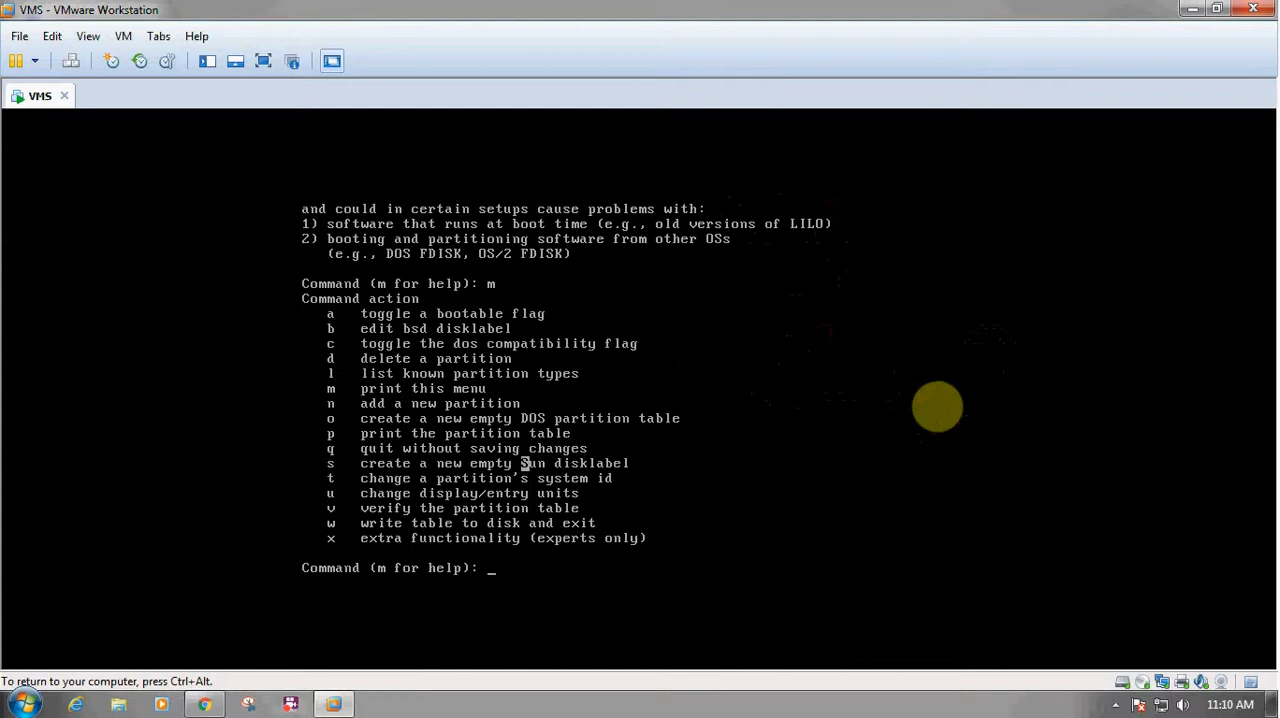 VMS - VMware Workstation
File Edit View VM Tabs Help
VMS
and could in certain setups cause problems with:
1) software that runs at boot time (e.g., old versions of LILO)
2) booting and partitioning software from other OSs
(e.g., DOS FDISK, OS/2 FDISK)
Command (m for help): m
Command action
a toggle a bootable flag
b edit bsd disklabel
c toggle the dos compatibility flag
d delete a partition
l list known partition types
m print this menu
n add a new partition
o create a new empty DOS partition table
p print the partition table
q quit without saving changes
s create a new empty Sun disklabel
t change a partition's system id
u change display/entry units
v verify the partition table
w write table to disk and exit
x extra functionality (experts only)
Command (m for help): _
To return to your computer, press Ctrl+Alt.
11:10 AM